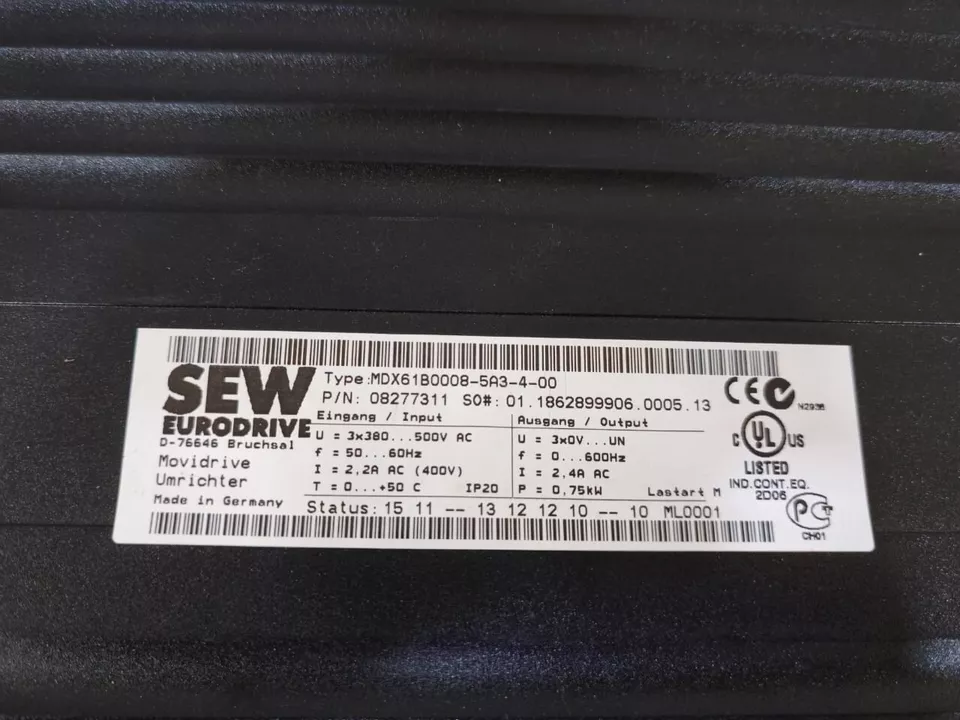 SEW
EURODRIVE
D-76646 Bruchsal
Movidrive
Umrichter
Made in Germany
Type:MDX61B0008-5A3-4-00
P/N: 08277311 SO#: 01.1862899906.0005.13
Eingang / Input
U = 3x380...500V AC
f = 50...60Hz
I = 2,2A AC (400V)
T = 0...+50 C IP20
Ausgang / Output
U = 3x0V...UN
f = 0...600Hz
I = 2,4A AC
P = 0,75kW Lastart M
Status: 15 11 -- 13 12 12 10 -- 10 ML0001
CE
N2936
C UL US
LISTED
IND.CONT.EQ.
2D06
CH01